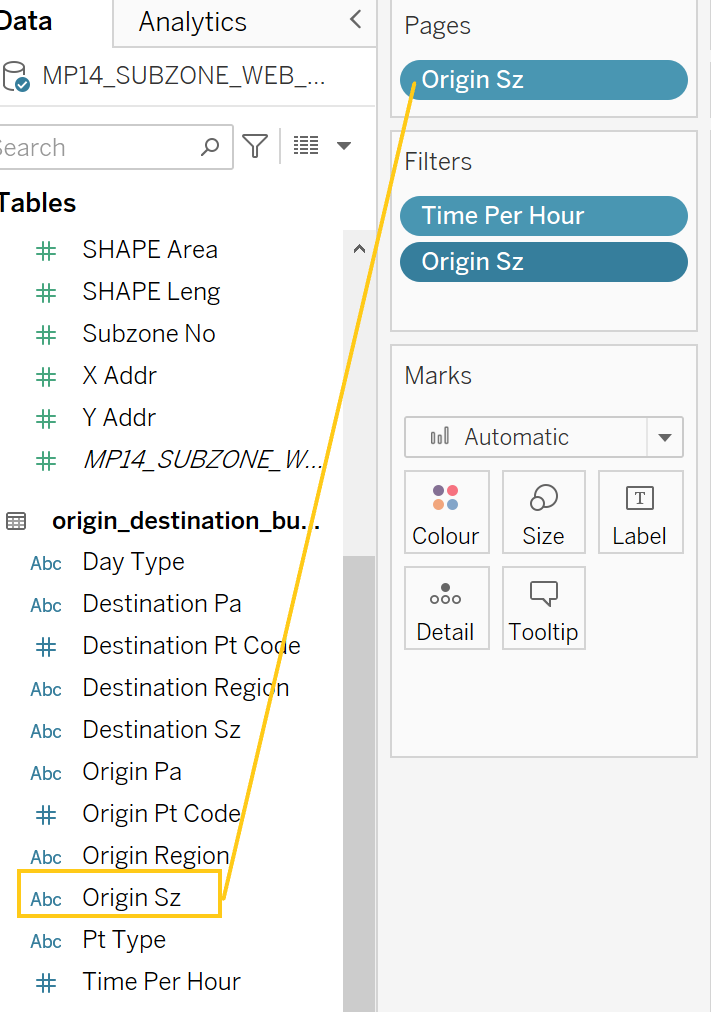 Data
Analytics
MP14_SUBZONE_WEB_...
Search
Tables
SHAPE Area
SHAPE Leng
Subzone No
X Addr
Y Addr
MP14_SUBZONE_W...
origin_destination_bu...
Abc Day Type
Abc Destination Pa
Destination Pt Code
Abc Destination Region
Abc Destination Sz
Abc Origin Pa
Origin Pt Code
Abc Origin Region
Abc Origin Sz
Abc Pt Type
Time Per Hour
Pages
Origin Sz
Filters
Time Per Hour
Origin Sz
Marks
Automatic
Colour
Size
T
Label
Detail
Tooltip